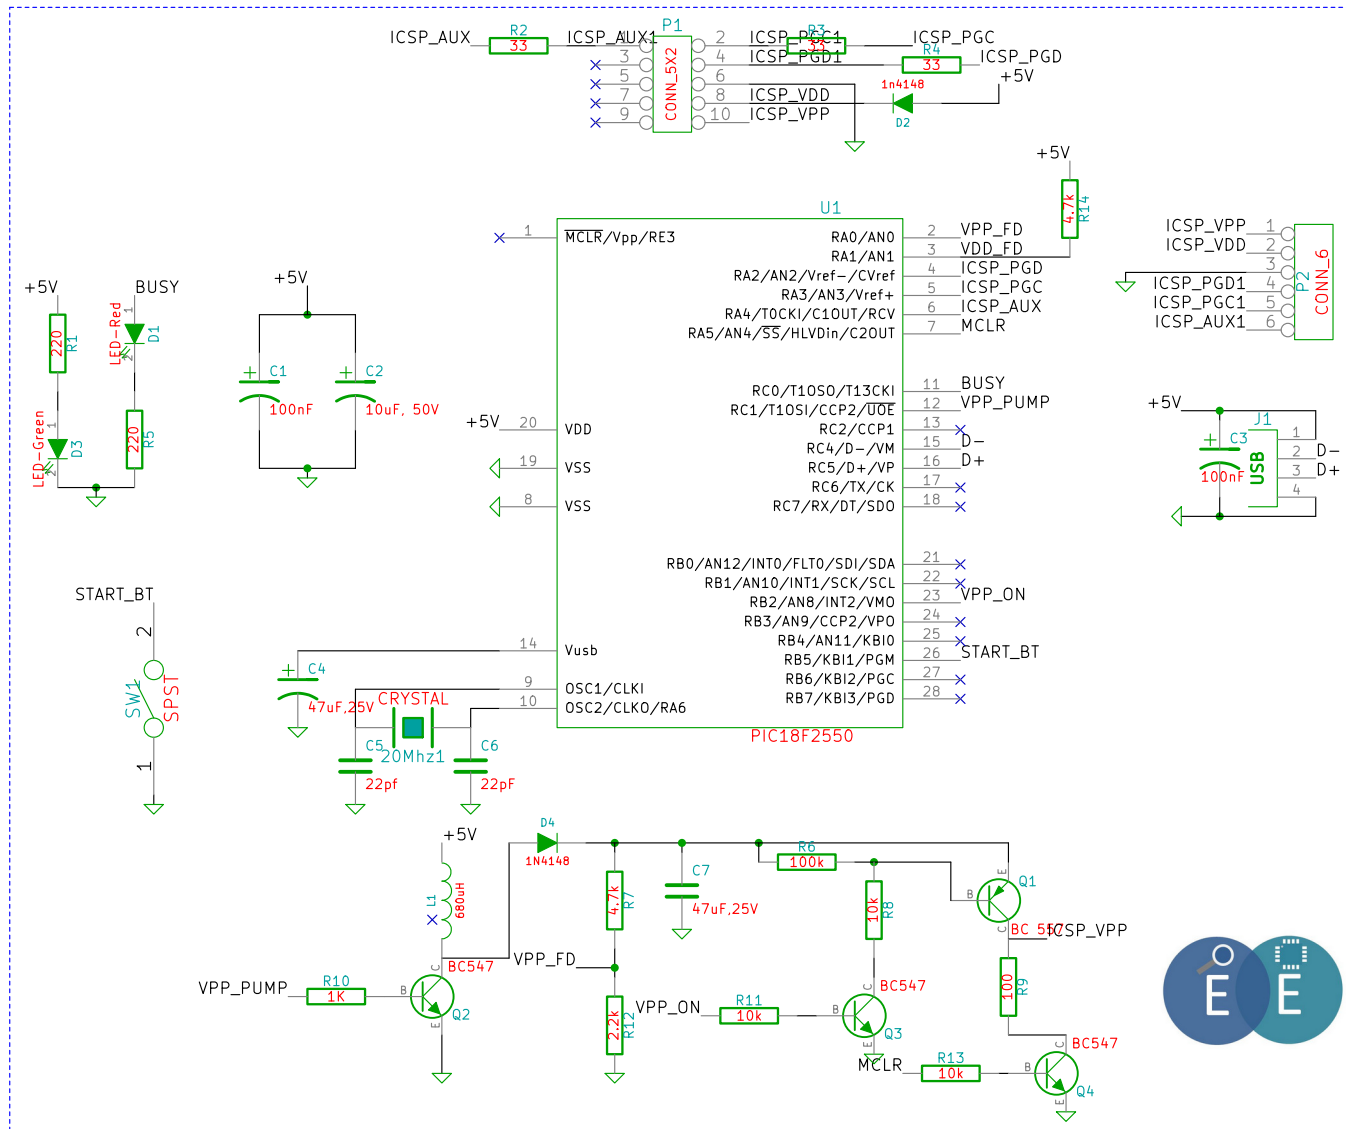 ICSP_AUX
R2
33
ICSP_AUX1
P1
CONN_5X2
1
3
5
7
9
2
4
6
8
10
ICSP_PGC1
R3
33
ICSP_PGC
ICSP_PGD1
R4
33
ICSP_PGD
ICSP_VDD
1n4148
D2
+5V
ICSP_VPP
+5V
4.7k
R14
U1
1 MCLR/Vpp/RE3
20 VDD
+5V
19 VSS
8 VSS
14 Vusb
9 OSC1/CLKI
10 OSC2/CLKO/RA6
RA0/AN0 2 VPP_FD
RA1/AN1 3 VDD_FD
RA2/AN2/Vref-/CVref 4 ICSP_PGD
RA3/AN3/Vref+ 5 ICSP_PGC
RA4/T0CKI/C1OUT/RCV 6 ICSP_AUX
RA5/AN4/SS/HLVDin/C2OUT 7 MCLR
RC0/T1OSO/T13CKI 11 BUSY
RC1/T1OSI/CCP2/UOE 12 VPP_PUMP
RC2/CCP1 13
RC4/D-/VM 15 D-
RC5/D+/VP 16 D+
RC6/TX/CK 17
RC7/RX/DT/SDO 18
RB0/AN12/INT0/FLT0/SDI/SDA 21
RB1/AN10/INT1/SCK/SCL 22
RB2/AN8/INT2/VMO 23 VPP_ON
RB3/AN9/CCP2/VPO 24
RB4/AN11/KBI0 25
RB5/KBI1/PGM 26 START_BT
RB6/KBI2/PGC 27
RB7/KBI3/PGD 28
PIC18F2550
ICSP_VPP 1
ICSP_VDD 2
3
ICSP_PGD1 4
ICSP_PGC1 5
ICSP_AUX1 6
P2
CONN_6
+5V
220
R1
1
2
LED-Green
D3
BUSY
1
2
LED-Red
D1
220
R5
+5V
C1
100nF
C2
10uF, 50V
+5V
C3
100nF
J1
USB
1
2 D-
3 D+
4
START_BT
2
SW1
SPST
1
C4
47uF,25V
CRYSTAL
20Mhz1
C5
22pf
C6
22pF
+5V
L1
680uH
D4
1N4148
VPP_PUMP
R10
1K
B
C
E
BC547
Q2
4.7k
R7
VPP_FD
2.2k
R12
C7
47uF,25V
R6
100k
10k
R8
VPP_ON
R11
10k
B
C
E
BC547
Q3
B
E
C
Q1
BC 557
ICSP_VPP
100
R9
MCLR
R13
10k
B
C
E
BC547
Q4
E E